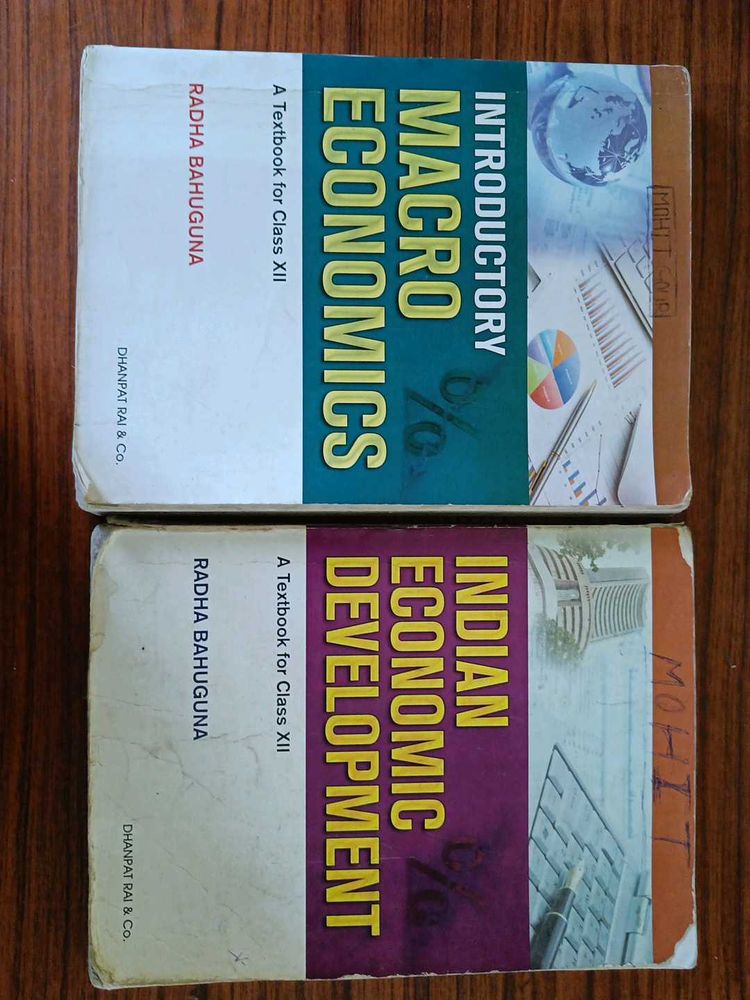 MOHIT
INTRODUCTORY
MACRO
ECONOMICS
A Textbook for Class XII
RADHA BAHUGUNA
DHANPAT RAI & Co.
MOHIT
INDIAN
ECONOMIC
DEVELOPMENT
A Textbook for Class XII
RADHA BAHUGUNA
DHANPAT RAI & Co.